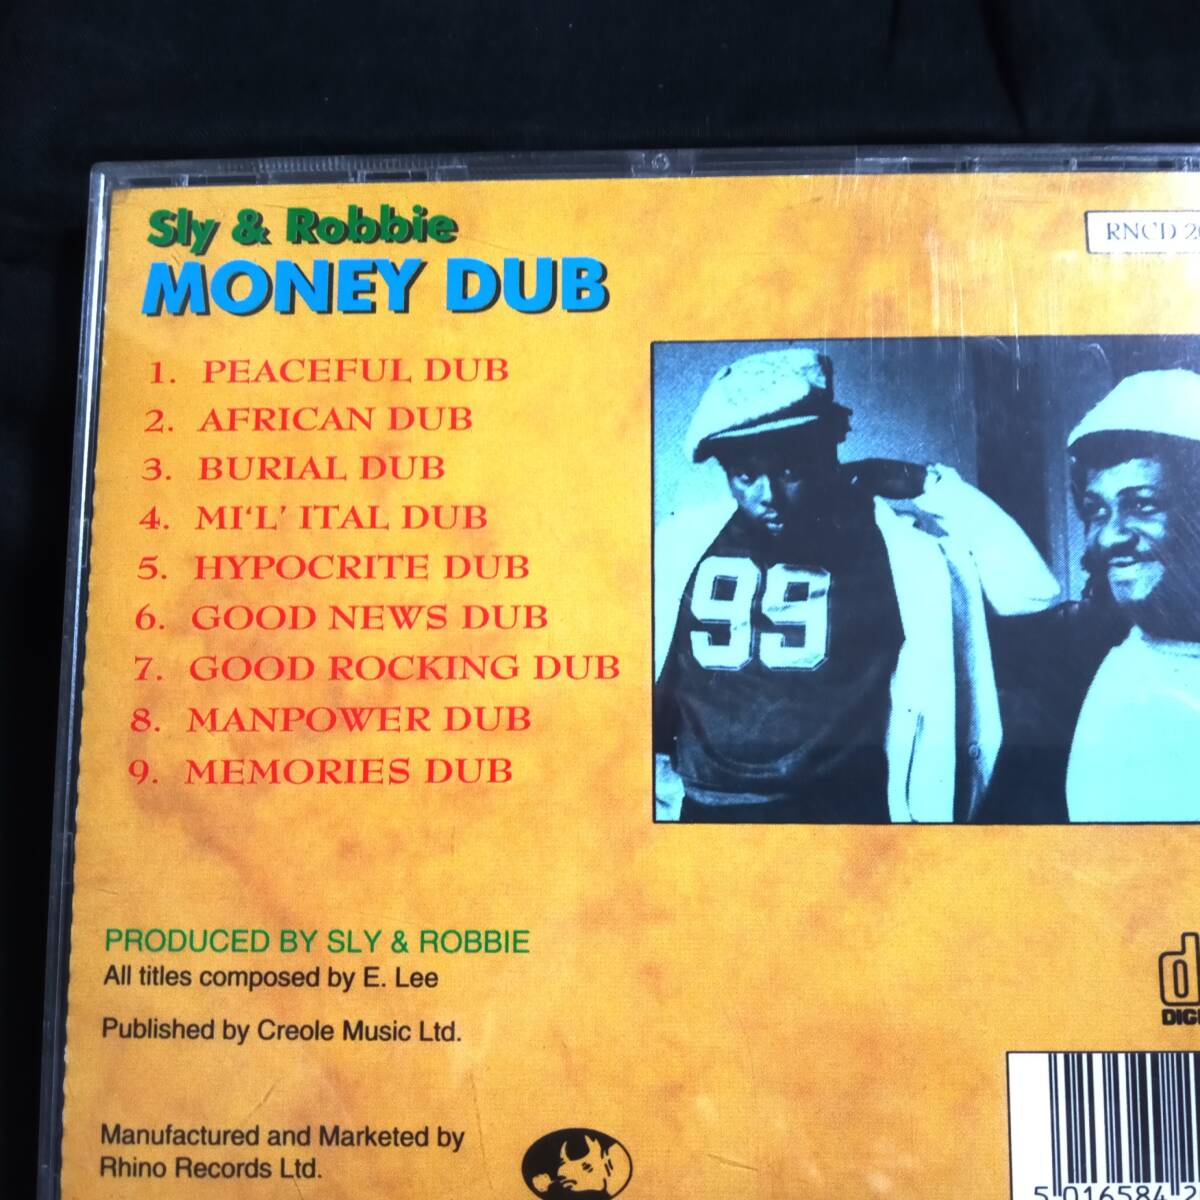 Sly & Robbie
MONEY DUB
RNCD
1. PEACEFUL DUB
2. AFRICAN DUB
3. BURIAL DUB
4. MI‘L’ ITAL DUB
5. HYPOCRITE DUB
6. GOOD NEWS DUB
7. GOOD ROCKING DUB
8. MANPOWER DUB
9. MEMORIES DUB
99
PRODUCED BY SLY & ROBBIE
All titles composed by E. Lee
Published by Creole Music Ltd.
Manufactured and Marketed by
Rhino Records Ltd.
5 016584